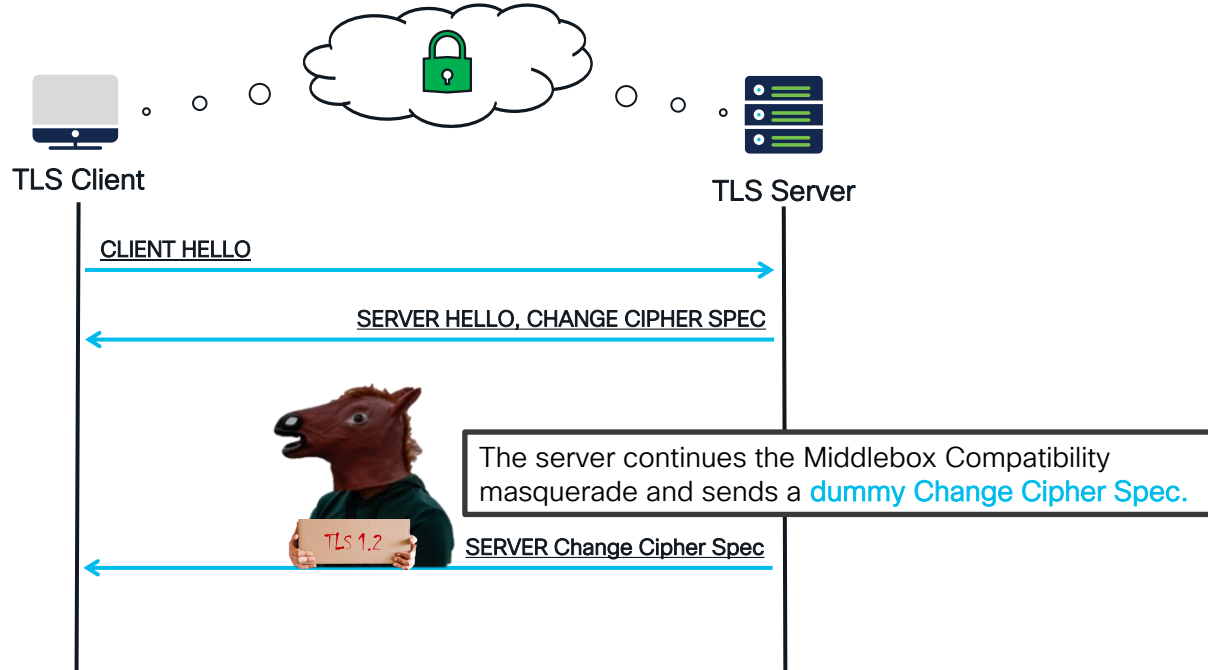 TLS Client
TLS Server
CLIENT HELLO
SERVER HELLO, CHANGE CIPHER SPEC
The server continues the Middlebox Compatibility
masquerade and sends a dummy Change Cipher Spec.
TLS 1.2
SERVER Change Cipher Spec